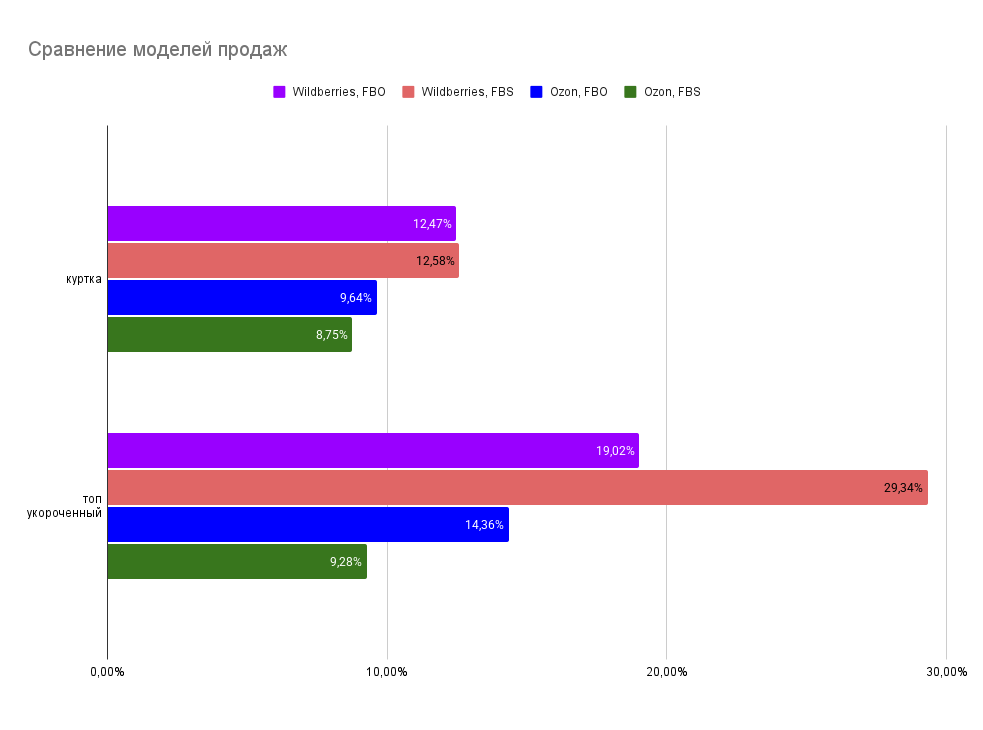 Сравнение моделей продаж
Wildberries, FBO
Wildberries, FBS
Ozon, FBO
Ozon, FBS
куртка
12,47%
12,58%
9,64%
8,75%
топ
укороченный
19,02%
29,34%
14,36%
9,28%
0,00%
10,00%
20,00%
30,00%